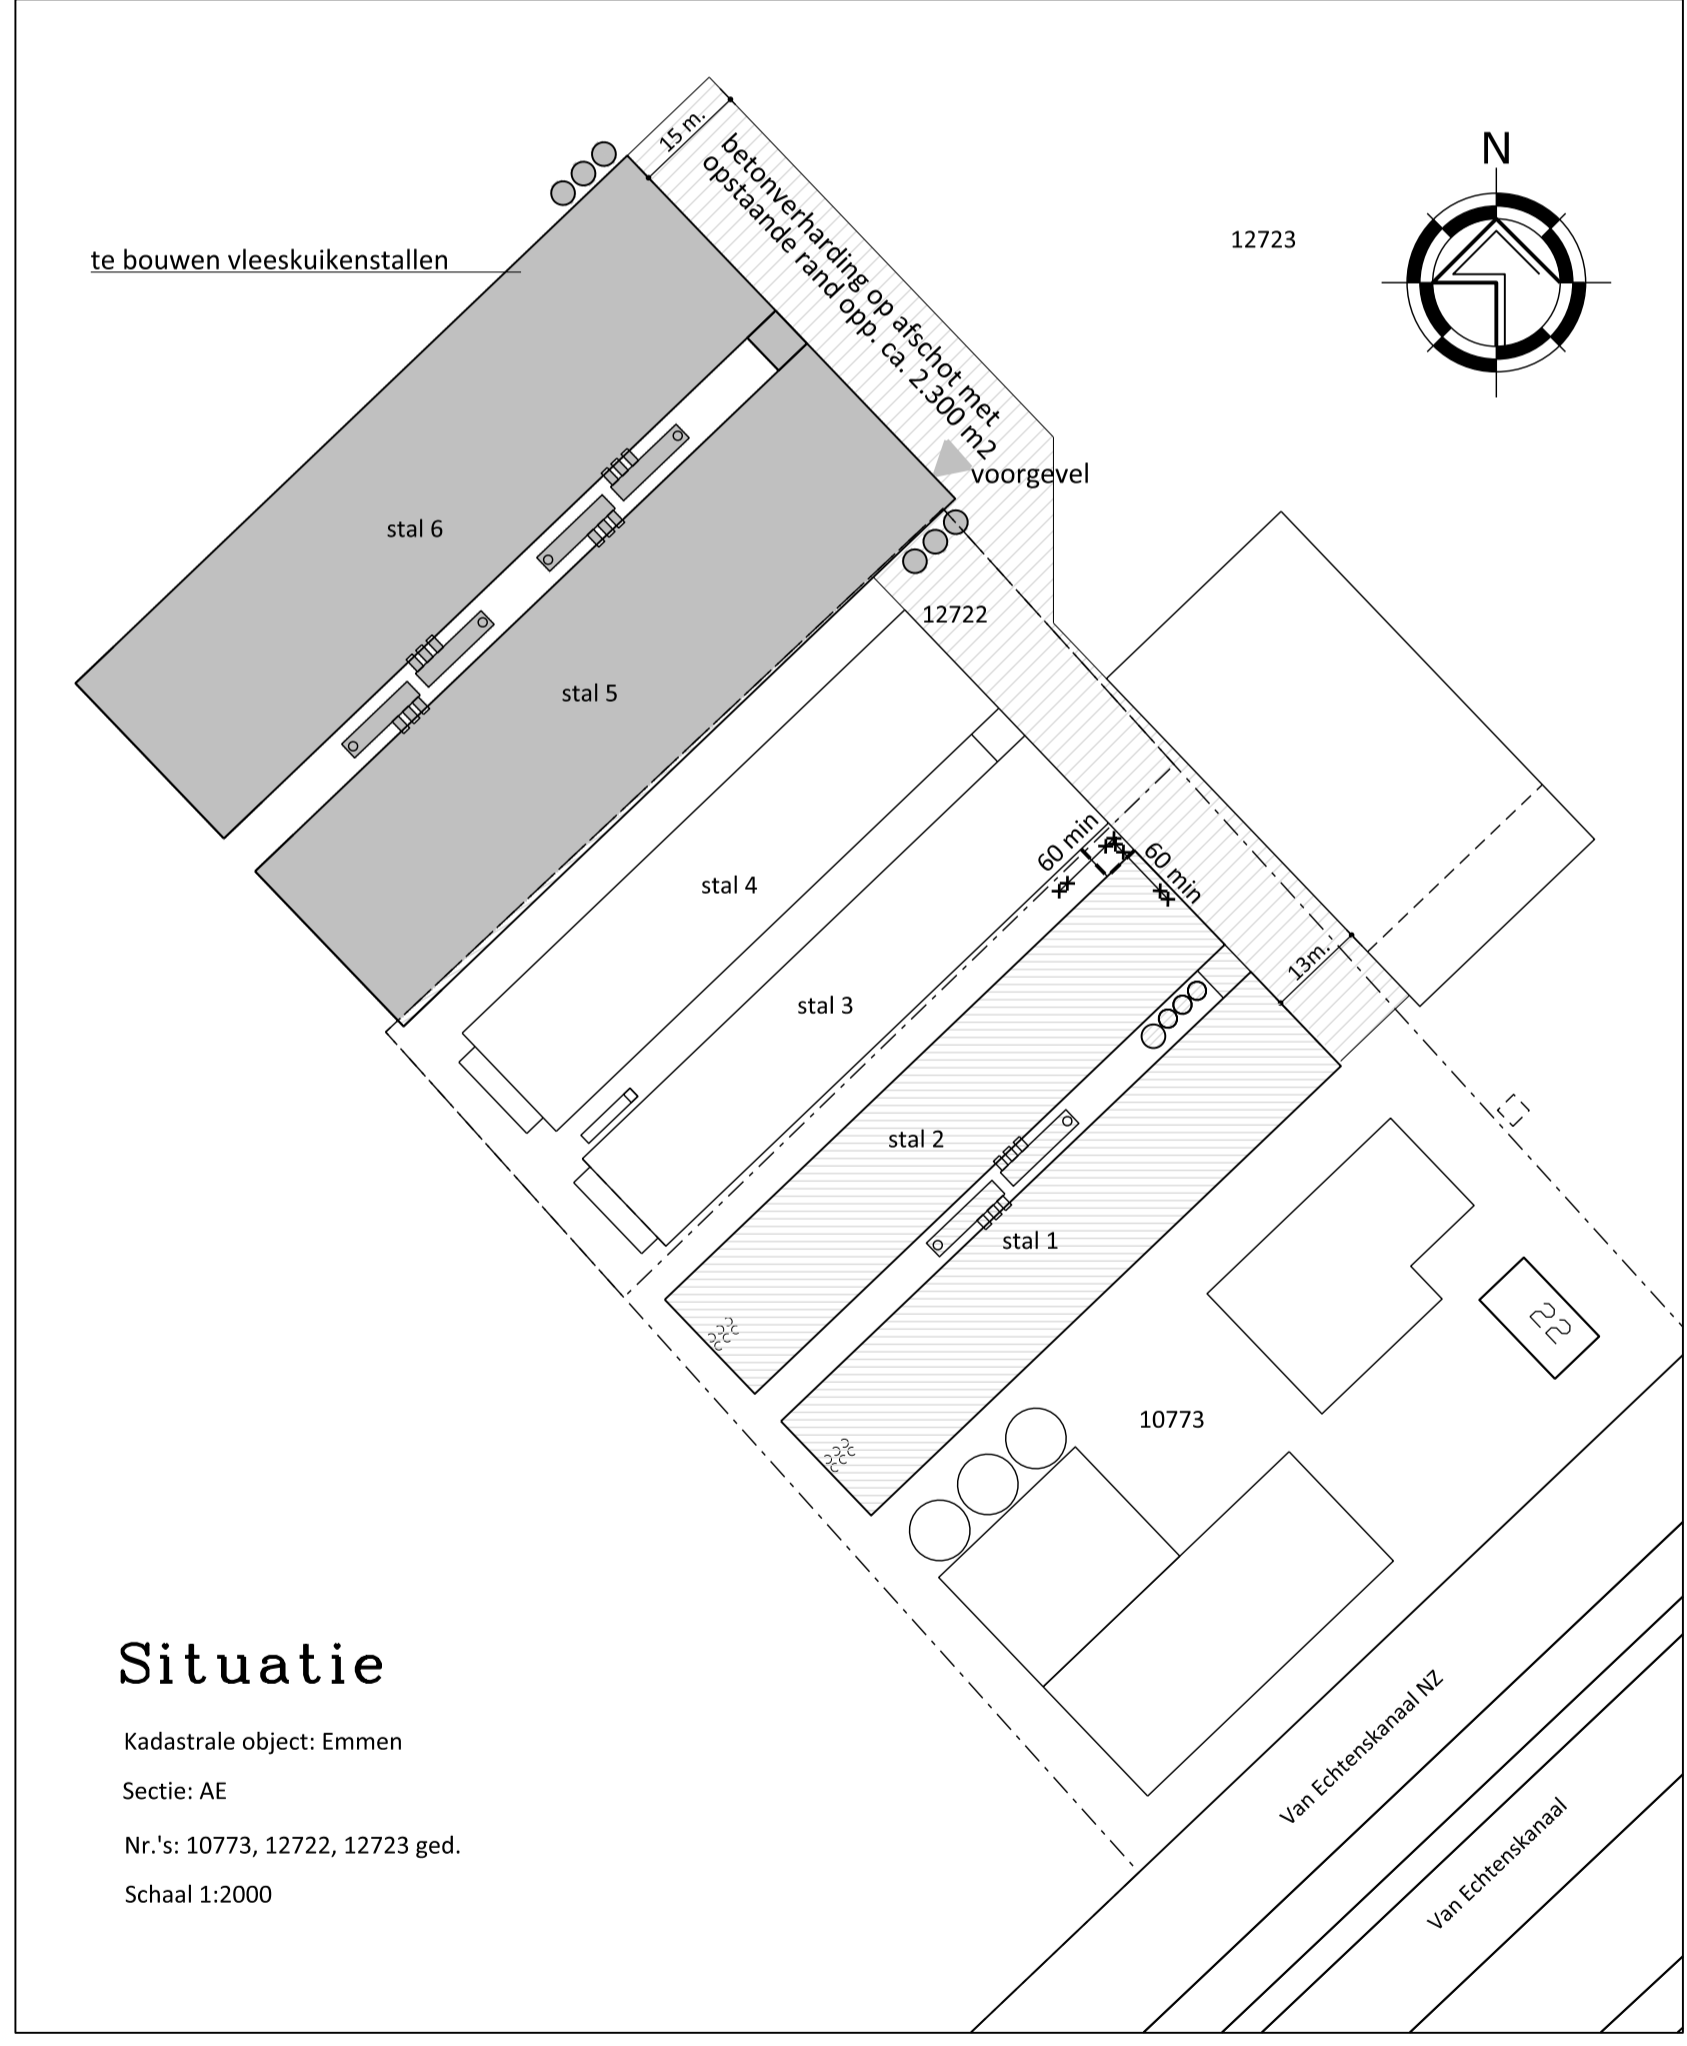 N
15 m.
betonverharding op afschot met
opstaande rand opp. ca. 2.300 m2
12723
te bouwen vleeskuikenstallen
voorgevel
stal 6
12722
stal 5
60 min
60 min
stal 4
13m.
stal 3
stal 2
stal 1
22
10773
Situatie
Kadastrale object: Emmen
Sectie: AE
Nr.'s: 10773, 12722, 12723 ged.
Schaal 1:2000
Van Echtenskanaal NZ
Van Echtenskanaal